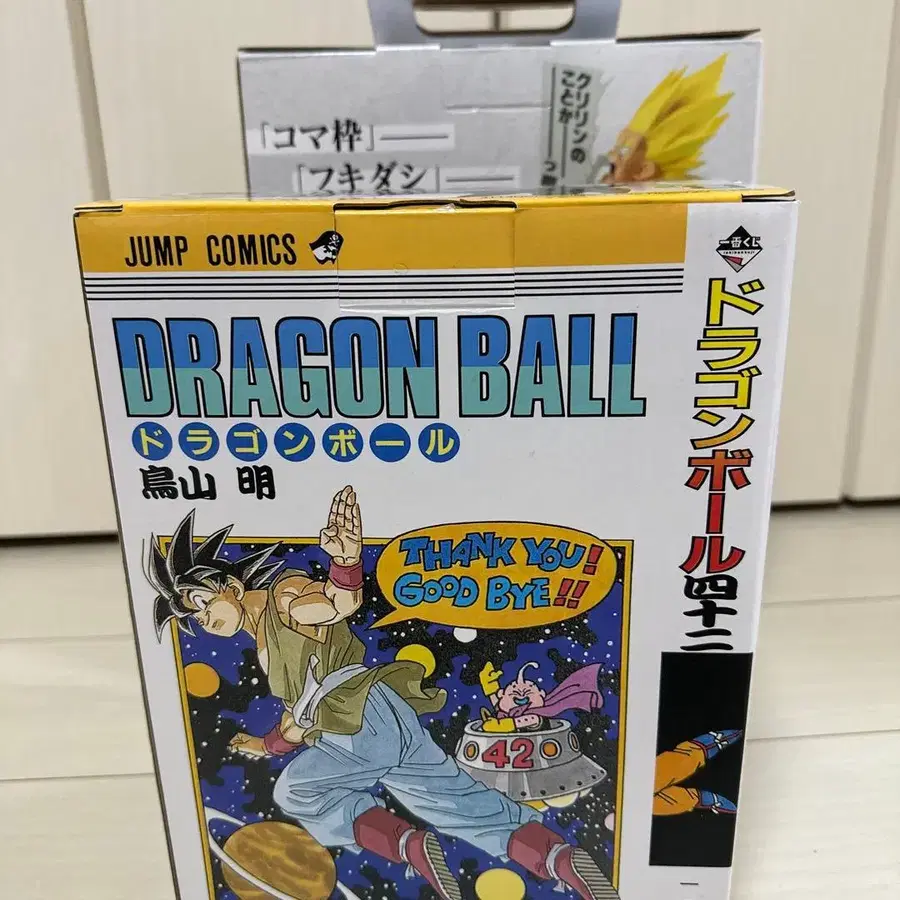 「コマ枠」――
「フキダシ
クリリンの
ことか――っ
JUMP COMICS
DRAGON BALL
ドラゴンボール
鳥山 明
THANK YOU!
GOOD BYE!!
42
一番くじ
ドラゴンボール 四十二